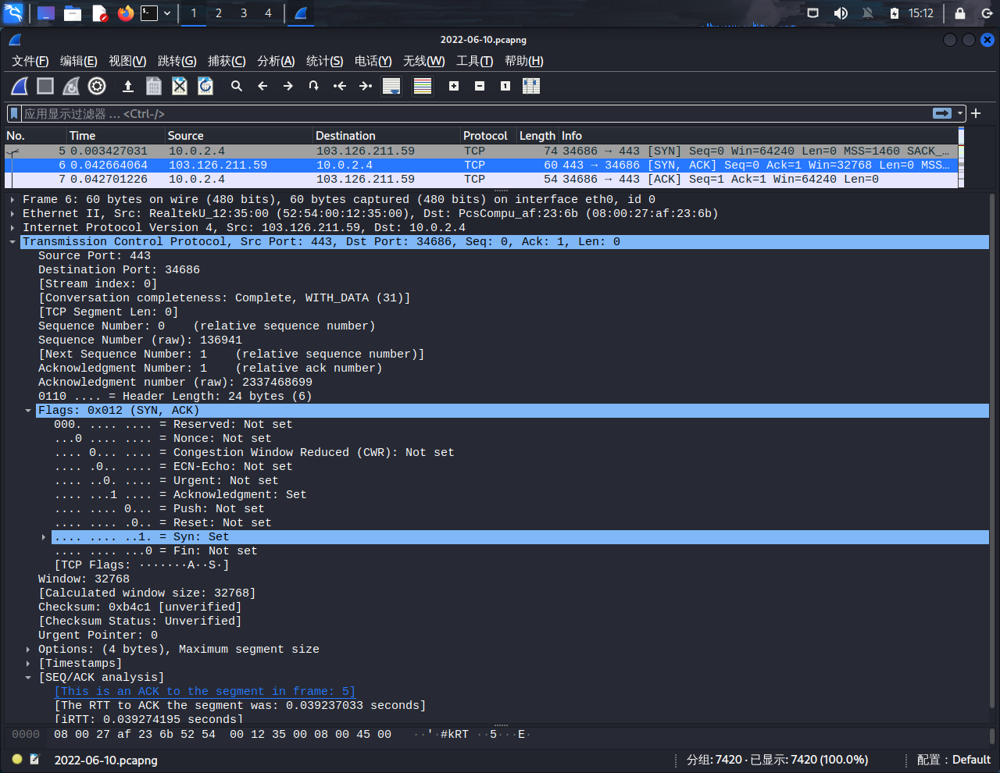 1 2 3 4 15:12
2022-06-10.pcapng
文件(F) 编辑(E) 视图(V) 跳转(G) 捕获(C) 分析(A) 统计(S) 电话(Y) 无线(W) 工具(T) 帮助(H)
应用显示过滤器 … <Ctrl-/>
No. Time Source Destination Protocol Length Info
5 0.003427031 10.0.2.4 103.126.211.59 TCP 74 34686 → 443 [SYN] Seq=0 Win=64240 Len=0 MSS=1460 SACK_…
6 0.042664064 103.126.211.59 10.0.2.4 TCP 60 443 → 34686 [SYN, ACK] Seq=0 Ack=1 Win=32768 Len=0 MSS…
7 0.042701226 10.0.2.4 103.126.211.59 TCP 54 34686 → 443 [ACK] Seq=1 Ack=1 Win=64240 Len=0
Frame 6: 60 bytes on wire (480 bits), 60 bytes captured (480 bits) on interface eth0, id 0
Ethernet II, Src: RealtekU_12:35:00 (52:54:00:12:35:00), Dst: PcsCompu_af:23:6b (08:00:27:af:23:6b)
Internet Protocol Version 4, Src: 103.126.211.59, Dst: 10.0.2.4
Transmission Control Protocol, Src Port: 443, Dst Port: 34686, Seq: 0, Ack: 1, Len: 0
Source Port: 443
Destination Port: 34686
[Stream index: 0]
[Conversation completeness: Complete, WITH_DATA (31)]
[TCP Segment Len: 0]
Sequence Number: 0    (relative sequence number)
Sequence Number (raw): 136941
[Next Sequence Number: 1    (relative sequence number)]
Acknowledgment Number: 1    (relative ack number)
Acknowledgment number (raw): 2337468699
0110 .... = Header Length: 24 bytes (6)
Flags: 0x012 (SYN, ACK)
000. .... .... = Reserved: Not set
...0 .... .... = Nonce: Not set
.... 0... .... = Congestion Window Reduced (CWR): Not set
.... .0.. .... = ECN-Echo: Not set
.... ..0. .... = Urgent: Not set
.... ...1 .... = Acknowledgment: Set
.... .... 0... = Push: Not set
.... .... .0.. = Reset: Not set
.... .... ..1. = Syn: Set
.... .... ...0 = Fin: Not set
[TCP Flags: ·······A··S·]
Window: 32768
[Calculated window size: 32768]
Checksum: 0xb4c1 [unverified]
[Checksum Status: Unverified]
Urgent Pointer: 0
Options: (4 bytes), Maximum segment size
[Timestamps]
[SEQ/ACK analysis]
[This is an ACK to the segment in frame: 5]
[The RTT to ACK the segment was: 0.039237033 seconds]
[iRTT: 0.039274195 seconds]
0000 08 00 27 af 23 6b 52 54  00 12 35 00 08 00 45 00 ··'·#kRT ··5···E·
2022-06-10.pcapng 分组: 7420 · 已显示: 7420 (100.0%) 配置：Default